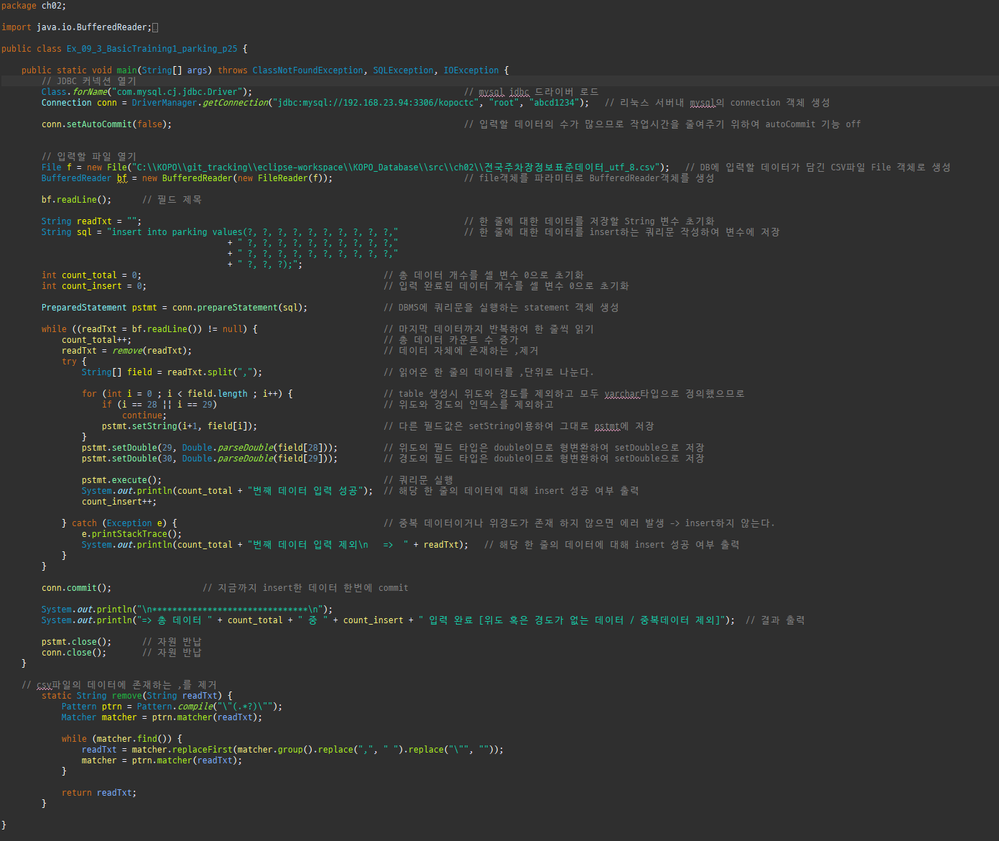 package ch02;
import java.io.BufferedReader;
public class Ex_09_3_BasicTraining1_parking_p25 {
public static void main(String[] args) throws ClassNotFoundException, SQLException, IOException {
// JDBC 커넥션 열기
Class.forName("com.mysql.cj.jdbc.Driver"); // mysql jdbc 드라이버 로드
Connection conn = DriverManager.getConnection("jdbc:mysql://192.168.23.94:3306/kopoctc", "root", "abcd1234"); // 리눅스 서버내 mysql의 connection 객체 생성
conn.setAutoCommit(false); // 입력할 데이터의 수가 많으므로 작업시간을 줄여주기 위하여 autoCommit 기능 off
// 입력할 파일 열기
File f = new File("C:\\KOPO\\git_tracking\\eclipse-workspace\\KOPO_Database\\src\\ch02\\전국주차장정보표준데이터_utf_8.csv"); // DB에 입력할 데이터가 담긴 CSV파일 File 객체로 생성
BufferedReader bf = new BufferedReader(new FileReader(f)); // file객체를 파라미터로 BufferedReader객체를 생성
bf.readLine(); // 필드 제목
String readTxt = ""; // 한 줄에 대한 데이터를 저장할 String 변수 초기화
String sql = "insert into parking values(?, ?, ?, ?, ?, ?, ?, ?, ?, ?," // 한 줄에 대한 데이터를 insert하는 쿼리문 작성하여 변수에 저장
+ " ?, ?, ?, ?, ?, ?, ?, ?, ?, ?,"
+ " ?, ?, ?, ?, ?, ?, ?, ?, ?, ?,"
+ " ?, ?, ?);";
int count_total = 0; // 총 데이터 개수를 셀 변수 0으로 초기화
int count_insert = 0; // 입력 완료된 데이터 개수를 셀 변수 0으로 초기화
PreparedStatement pstmt = conn.prepareStatement(sql); // DBMS에 쿼리문을 실행하는 statement 객체 생성
while ((readTxt = bf.readLine()) != null) { // 마지막 데이터까지 반복하여 한 줄씩 읽기
count_total++; // 총 데이터 카운트 수 증가
readTxt = remove(readTxt); // 데이터 자체에 존재하는 ,제거
try {
String[] field = readTxt.split(","); // 읽어온 한 줄의 데이터를 ,단위로 나눈다.
for (int i = 0 ; i < field.length ; i++) { // table 생성시 위도와 경도를 제외하고 모두 varchar타입으로 정의했으므로
if (i == 28 || i == 29) // 위도와 경도의 인덱스를 제외하고
continue;
pstmt.setString(i+1, field[i]); // 다른 필드값은 setString이용하여 그대로 pstmt에 저장
}
pstmt.setDouble(29, Double.parseDouble(field[28])); // 위도의 필드 타입은 double이므로 형변환하여 setDouble으로 저장
pstmt.setDouble(30, Double.parseDouble(field[29])); // 경도의 필드 타입은 double이므로 형변환하여 setDouble으로 저장
pstmt.execute(); // 쿼리문 실행
System.out.println(count_total + "번째 데이터 입력 성공"); // 해당 한 줄의 데이터에 대해 insert 성공 여부 출력
count_insert++;
} catch (Exception e) { // 중복 데이터이거나 위경도가 존재 하지 않으면 에러 발생 -> insert하지 않는다.
e.printStackTrace();
System.out.println(count_total + "번째 데이터 입력 제외\n   =>  " + readTxt); // 해당 한 줄의 데이터에 대해 insert 성공 여부 출력
}
}
conn.commit(); // 지금까지 insert한 데이터 한번에 commit
System.out.println("\n*******************************\n");
System.out.println("=> 총 데이터 " + count_total + " 중 " + count_insert + " 입력 완료 [위도 혹은 경도가 없는 데이터 / 중복데이터 제외]"); // 결과 출력
pstmt.close(); // 자원 반납
conn.close(); // 자원 반납
}
// csv파일의 데이터에 존재하는 ,를 제거
static String remove(String readTxt) {
Pattern ptrn = Pattern.compile("\"(.*?)\"");
Matcher matcher = ptrn.matcher(readTxt);
while (matcher.find()) {
readTxt = matcher.replaceFirst(matcher.group().replace(",", " ").replace("\"", ""));
matcher = ptrn.matcher(readTxt);
}
return readTxt;
}
}